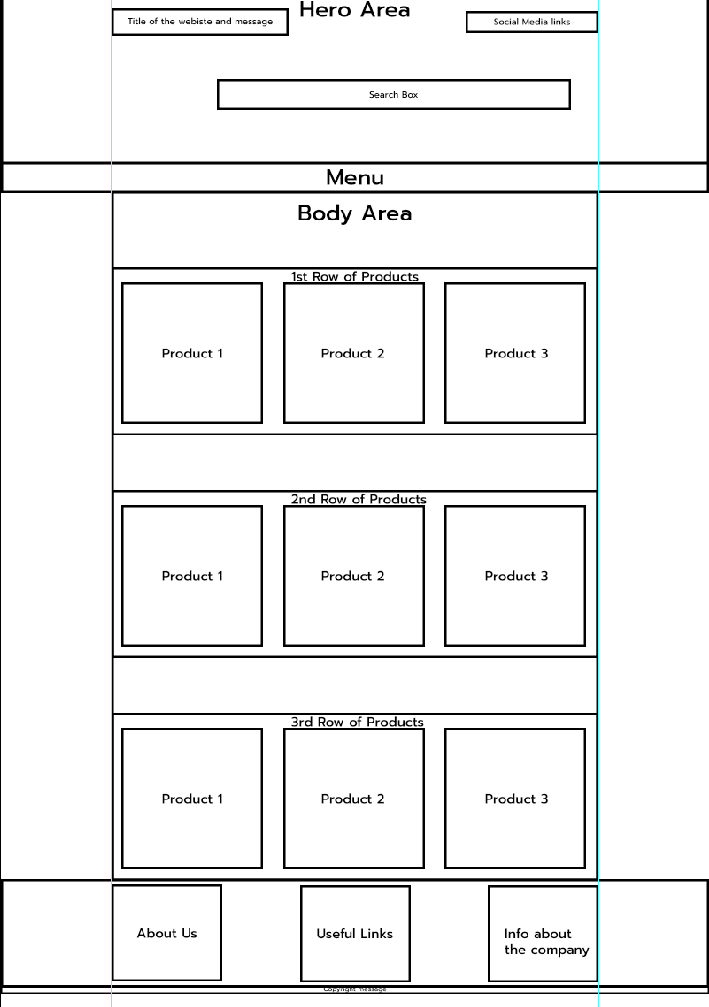 Hero Area
Title of the webiste and message
Social Media links
Search Box
Menu
Body Area
1st Row of Products
Product 1
Product 2
Product 3
2nd Row of Products
Product 1
Product 2
Product 3
3rd Row of Products
Product 1
Product 2
Product 3
About Us
Useful Links
Info about
the company
Copyright message